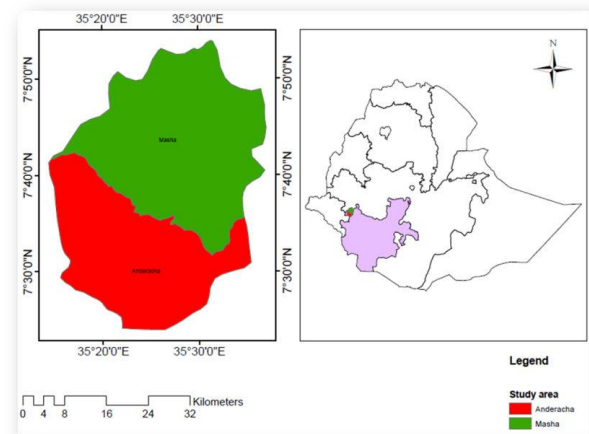 35°20'0"E 35°30'0"E
N
7°50'0"N 7°50'0"N
Masha
7°40'0"N 7°40'0"N
Anderacha
7°30'0"N 7°30'0"N
35°20'0"E 35°30'0"E
Legend
Study area
Kilometers
Anderacha
0 4 8 16 24 32
Masha